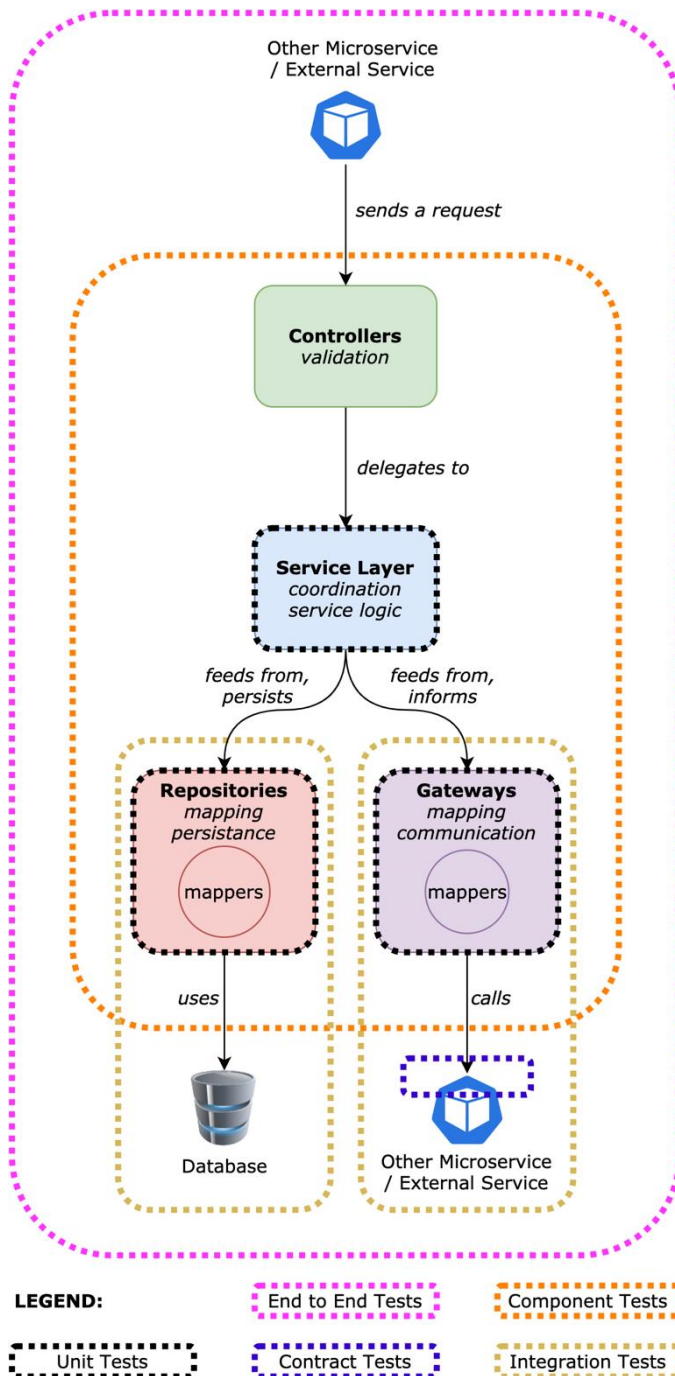 Other Microservice
/ External Service
sends a request
Controllers
validation
delegates to
Service Layer
coordination
service logic
feeds from,
persists
feeds from,
informs
Repositories
mapping
persistance
mappers
Gateways
mapping
communication
mappers
uses
calls
Database
Other Microservice
/ External Service
LEGEND:
End to End Tests
Component Tests
Unit Tests
Contract Tests
Integration Tests